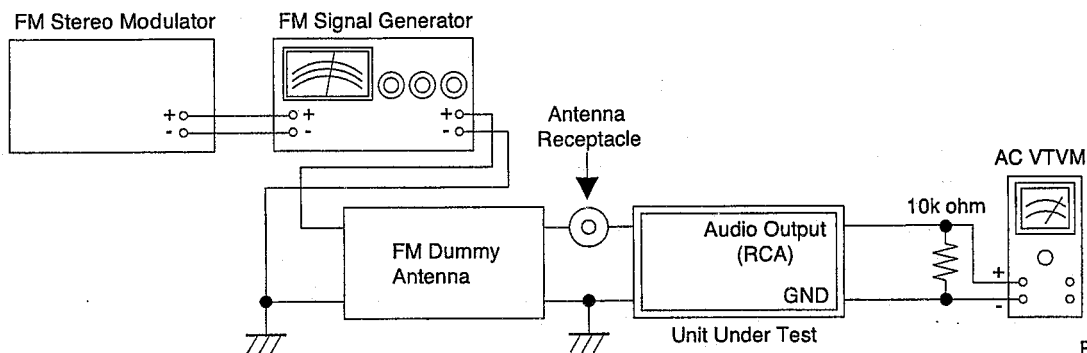 FM Stereo Modulator
FM Signal Generator
+
-
+
-
+
-
Antenna
Receptacle
AC VTVM
10k ohm
FM Dummy
Antenna
Audio Output
(RCA)
GND
+
-
Unit Under Test